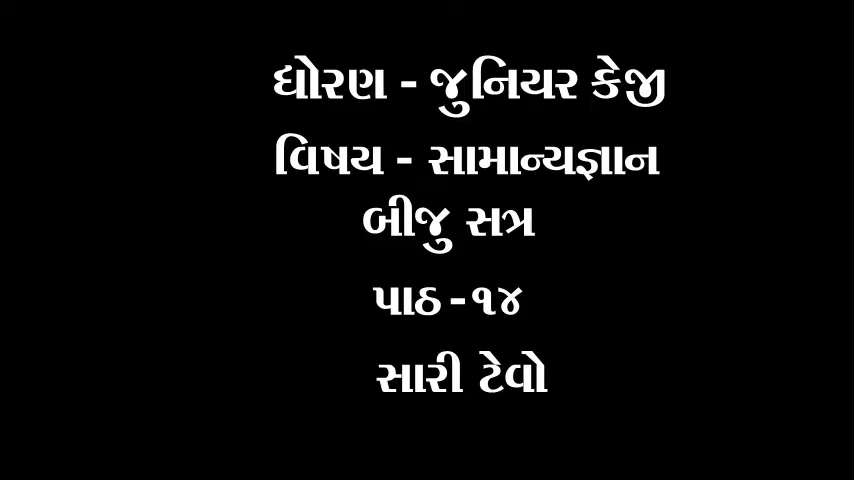 ધોરણ - જુનિયર કેજી
વિષય - સામાન્યજ્ઞાન
બીજુ સત્ર
પાઠ - ૧૪
સારી ટેવો